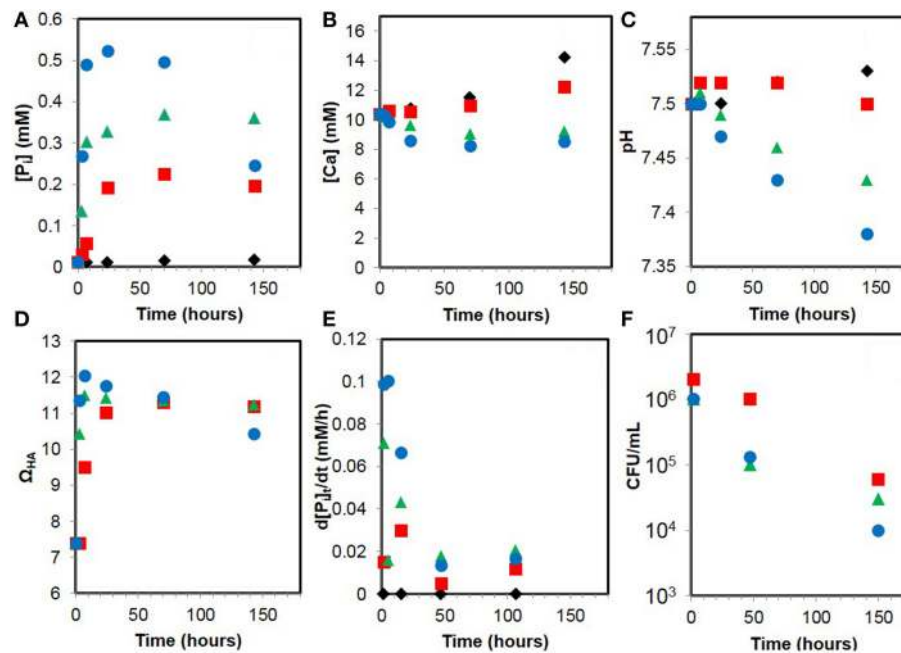 A
[Pᵢ] (mM)
0.6
0.5
0.4
0.3
0.2
0.1
0
0 50 100 150
Time (hours)
B
[Ca] (mM)
16
14
12
10
8
6
4
2
0
0 50 100 150
Time (hours)
C
pH
7.55
7.5
7.45
7.4
7.35
0 50 100 150
Time (hours)
D
Ω_HA
13
12
11
10
9
8
7
6
0 50 100 150
Time (hours)
E
d[Pᵢ]ₜ/dt (mM/h)
0.12
0.1
0.08
0.06
0.04
0.02
0
0 50 100 150
Time (hours)
F
CFU/mL
10⁷
10⁶
10⁵
10⁴
10³
0 50 100 150
Time (hours)